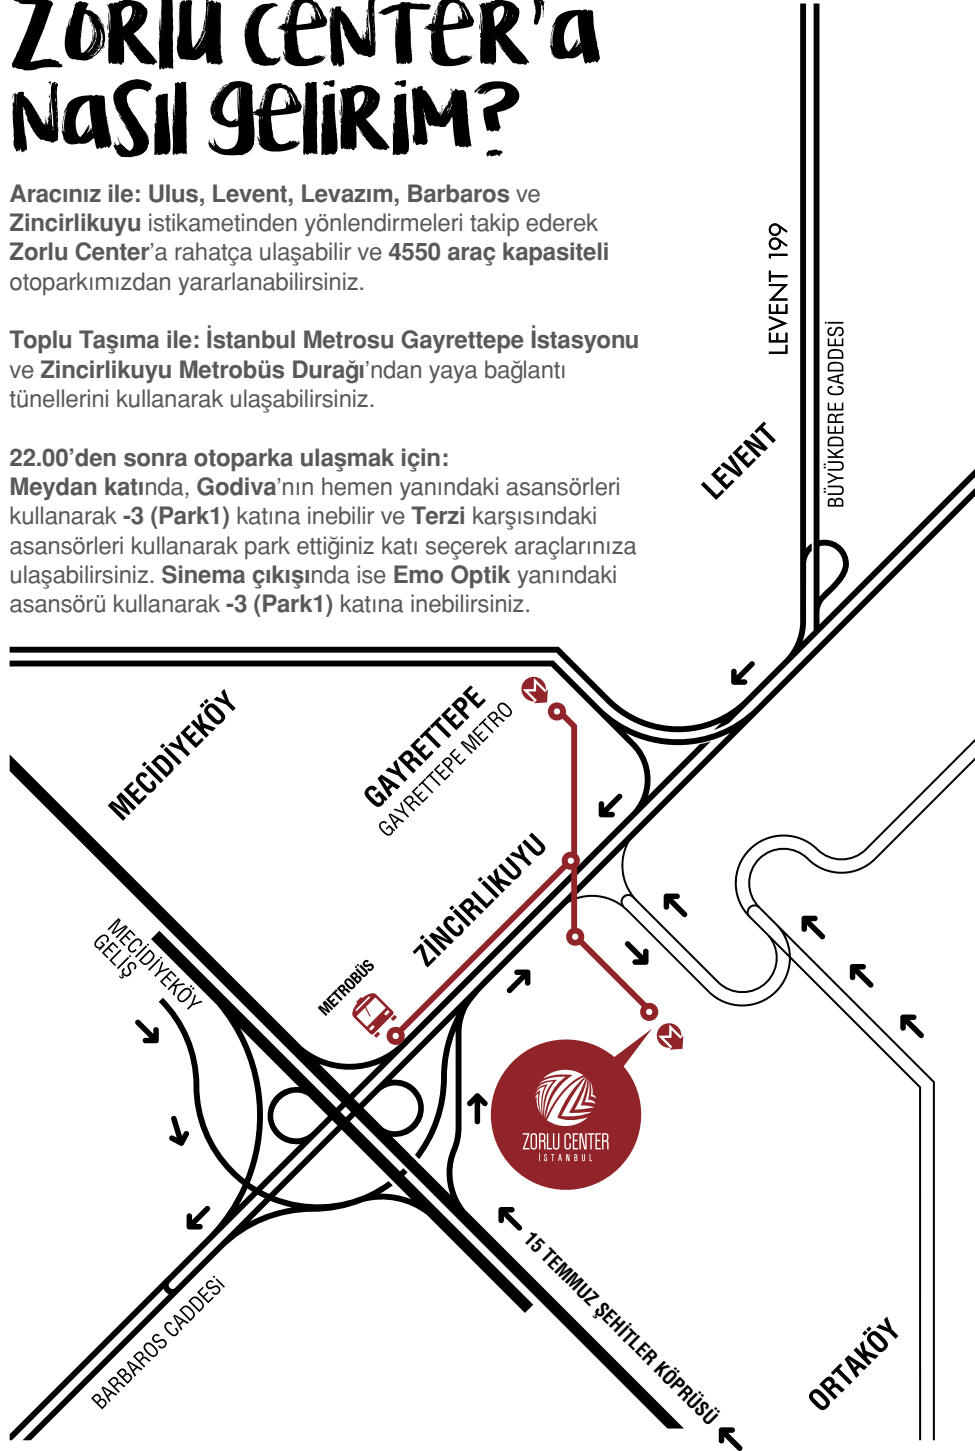 ZORLU CENTER'a
NASIL GELİRİM?
Aracınız ile: Ulus, Levent, Levazım, Barbaros ve
Zincirlikuyu istikametinden yönlendirmeleri takip ederek
Zorlu Center'a rahatça ulaşabilir ve 4550 araç kapasiteli
otoparkımızdan yararlanabilirsiniz.
Toplu Taşıma ile: İstanbul Metrosu Gayrettepe İstasyonu
ve Zincirlikuyu Metrobüs Durağı'ndan yaya bağlantı
tünellerini kullanarak ulaşabilirsiniz.
22.00'den sonra otoparka ulaşmak için:
Meydan katında, Godiva'nın hemen yanındaki asansörleri
kullanarak -3 (Park1) katına inebilir ve Terzi karşısındaki
asansörleri kullanarak park ettiğiniz katı seçerek araçlarınıza
ulaşabilirsiniz. Sinema çıkışında ise Emo Optik yanındaki
asansörü kullanarak -3 (Park1) katına inebilirsiniz.
LEVENT 199
BÜYÜKDERE CADDESİ
LEVENT
MECİDİYEKÖY
GAYRETTEPE
GAYRETTEPE METRO
M
ZİNCİRLİKUYU
MECİDİYEKÖY
GELİŞ
METROBÜS
M
ZORLU CENTER
İSTANBUL
15 TEMMUZ ŞEHİTLER KÖPRÜSÜ
BARBAROS CADDESİ
ORTAKÖY